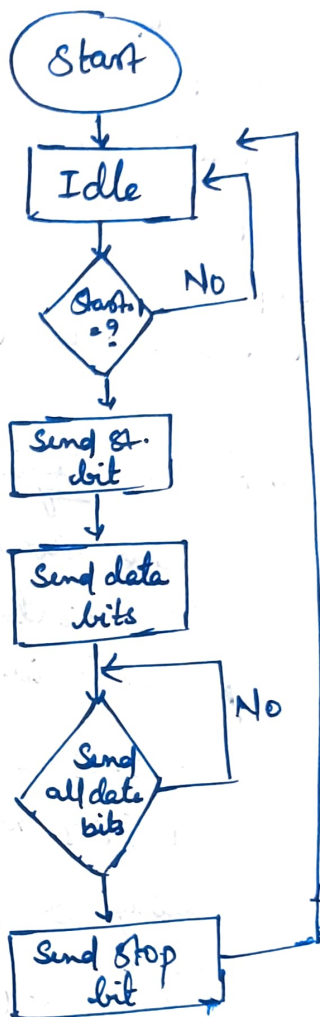 Start
Idle
Start
= ?
No
Send St.
bit
Send data
bits
No
Send
all data
bits
Send Stop
bit